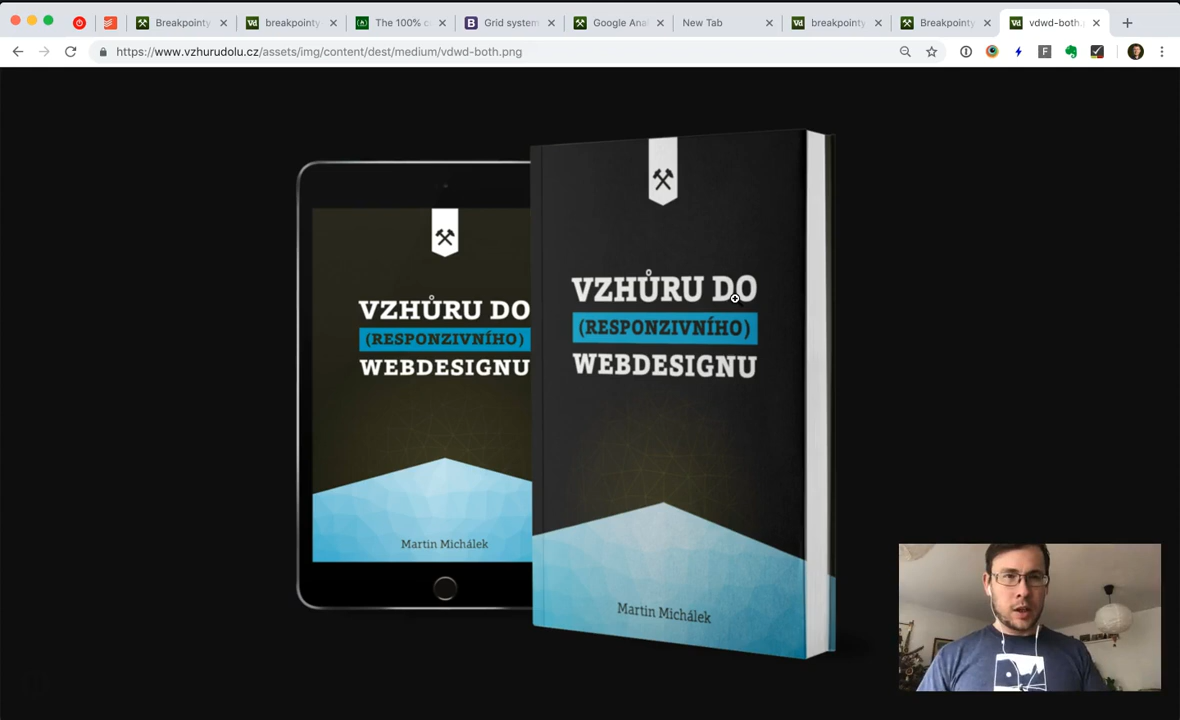 Breakpointy
breakpointy
The 100% c
Grid system
Google Anal
New Tab
breakpointy
Breakpointy
vdwd-both.p
https://www.vzhurudolu.cz/assets/img/content/dest/medium/vdwd-both.png
VZHŮRU DO
(RESPONZIVNÍHO)
WEBDESIGNU
Martin Michálek
VZHŮRU DO
(RESPONZIVNÍHO)
WEBDESIGNU
Martin Michálek